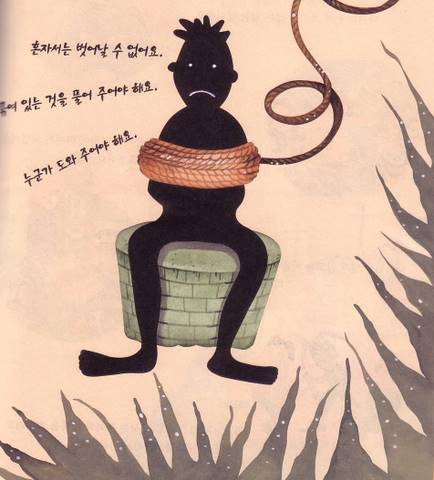 혼자서는 벗어날 수 없어요.
있는 것을 풀어 주어야 해요.
누군가 도와 주어야 해요.